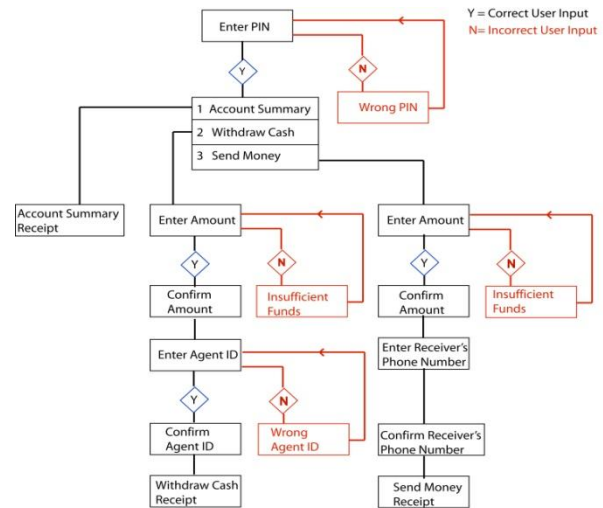 Y = Correct User Input
N= Incorrect User Input
Enter PIN
Y
N
Wrong PIN
1 Account Summary
2 Withdraw Cash
3 Send Money
Account Summary
Receipt
Enter Amount
Y
N
Confirm
Amount
Insufficient
Funds
Enter Agent ID
Y
N
Confirm
Agent ID
Wrong
Agent ID
Withdraw Cash
Receipt
Enter Amount
Y
N
Confirm
Amount
Insufficient
Funds
Enter Receiver's
Phone Number
Confirm Receiver's
Phone Number
Send Money
Receipt